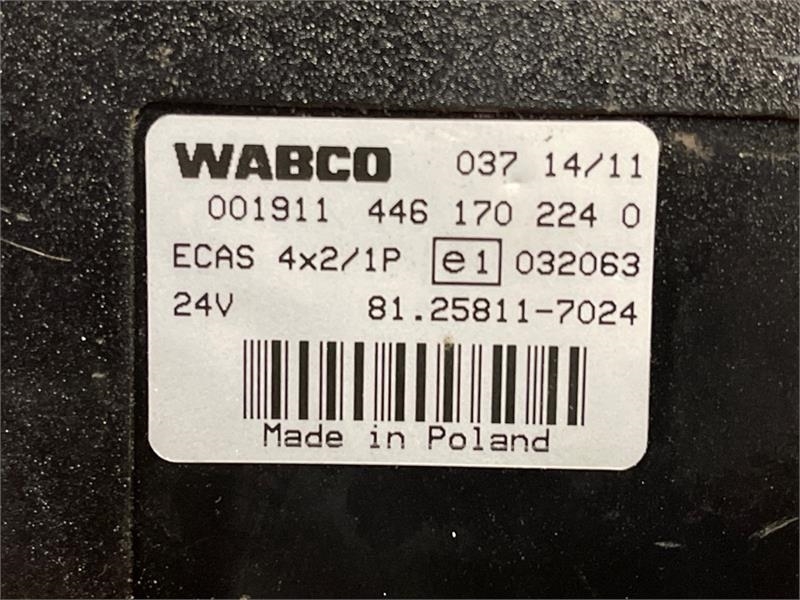 WABCO 037 14/11
001911 446 170 224 0
ECAS 4x2/1P e1 032063
24V 81.25811-7024
Made in Poland